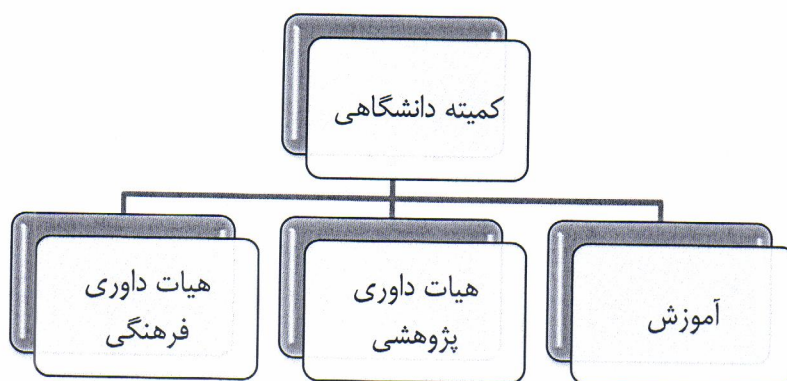 کمیته دانشگاهی
آموزش
هیات داوری
پژوهشی
هیات داوری
فرهنگی